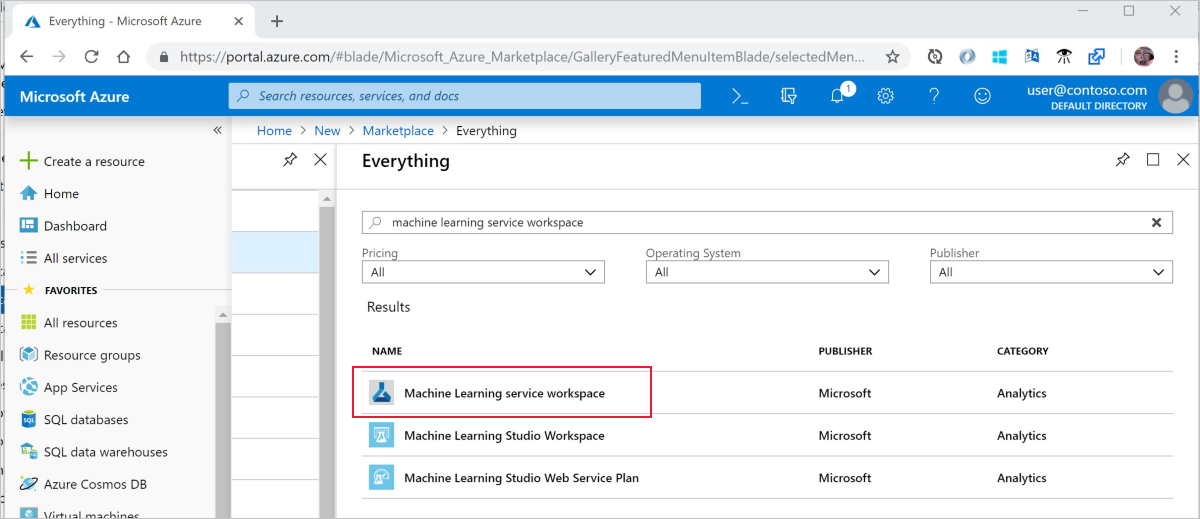 Everything - Microsoft Azure
https://portal.azure.com/#blade/Microsoft_Azure_Marketplace/GalleryFeaturedMenuItemBlade/selectedMen...
Microsoft Azure
Search resources, services, and docs
1
user@contoso.com
DEFAULT DIRECTORY
Home > New > Marketplace > Everything
Create a resource
Home
Dashboard
All services
FAVORITES
All resources
Resource groups
App Services
SQL
SQL databases
SQL data warehouses
Azure Cosmos DB
Virtual machines
Everything
machine learning service workspace
Pricing Operating System Publisher
All All All
Results
NAME PUBLISHER CATEGORY
Machine Learning service workspace Microsoft Analytics
Machine Learning Studio Workspace Microsoft Analytics
Machine Learning Studio Web Service Plan Microsoft Analytics